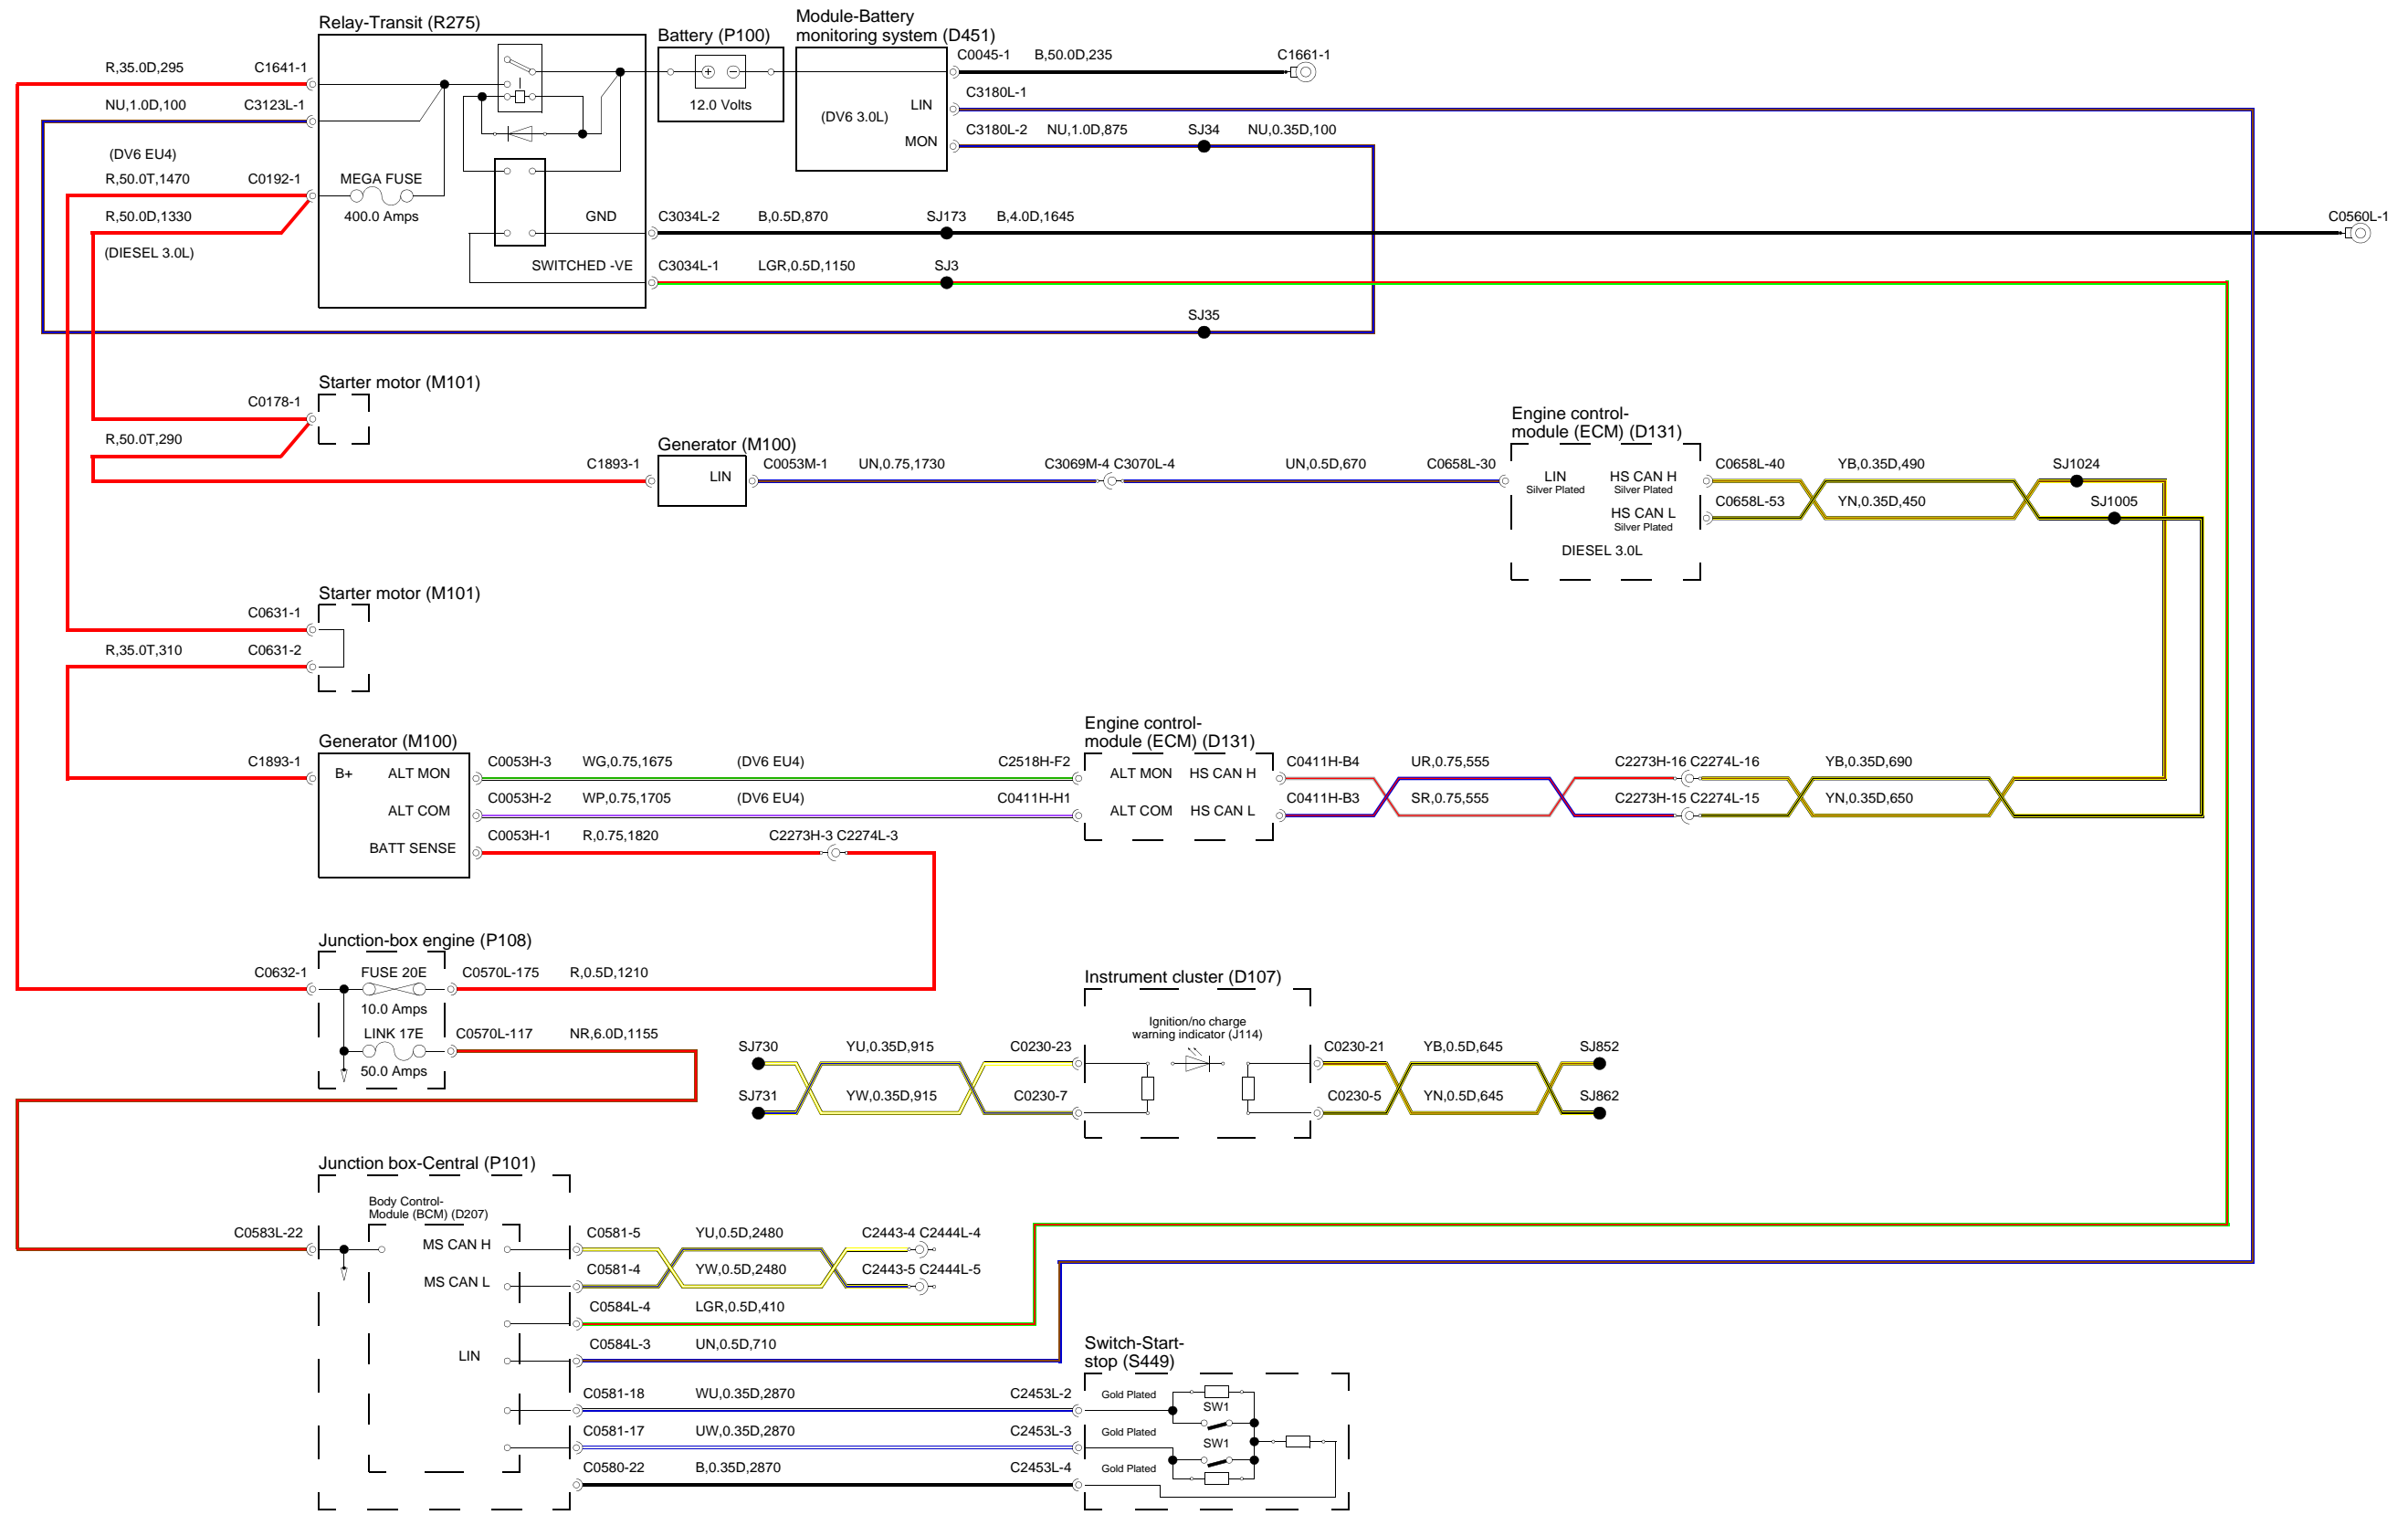 Relay-Transit (R275)
Battery (P100)
Module-Battery
monitoring system (D451)
R,35.0D,295 C1641-1
NU,1.0D,100 C3123L-1
(DV6 EU4)
R,50.0T,1470 C0192-1
R,50.0D,1330
(DIESEL 3.0L)
MEGA FUSE
400.0 Amps
GND
SWITCHED -VE
12.0 Volts
(DV6 3.0L)
LIN
MON
C0045-1 B,50.0D,235 C1661-1
C3180L-1
C3180L-2 NU,1.0D,875 SJ34 NU,0.35D,100
C3034L-2 B,0.5D,870 SJ173 B,4.0D,1645 C0560L-1
C3034L-1 LGR,0.5D,1150 SJ3
SJ35
Starter motor (M101)
C0178-1
R,50.0T,290
Generator (M100)
C1893-1 LIN C0053M-1 UN,0.75,1730 C3069M-4 C3070L-4 UN,0.5D,670 C0658L-30
Engine control-
module (ECM) (D131)
LIN
Silver Plated
HS CAN H
Silver Plated
HS CAN L
Silver Plated
DIESEL 3.0L
C0658L-40 YB,0.35D,490 SJ1024
C0658L-53 YN,0.35D,450 SJ1005
Starter motor (M101)
C0631-1
R,35.0T,310 C0631-2
Generator (M100)
C1893-1 B+ ALT MON
ALT COM
BATT SENSE
C0053H-3 WG,0.75,1675 (DV6 EU4) C2518H-F2
C0053H-2 WP,0.75,1705 (DV6 EU4) C0411H-H1
C0053H-1 R,0.75,1820 C2273H-3 C2274L-3
Engine control-
module (ECM) (D131)
ALT MON HS CAN H
ALT COM HS CAN L
C0411H-B4 UR,0.75,555 C2273H-16 C2274L-16 YB,0.35D,690
C0411H-B3 SR,0.75,555 C2273H-15 C2274L-15 YN,0.35D,650
Junction-box engine (P108)
C0632-1 FUSE 20E C0570L-175 R,0.5D,1210
10.0 Amps
LINK 17E C0570L-117 NR,6.0D,1155
50.0 Amps
Instrument cluster (D107)
Ignition/no charge
warning indicator (J114)
SJ730 YU,0.35D,915 C0230-23
SJ731 YW,0.35D,915 C0230-7
C0230-21 YB,0.5D,645 SJ852
C0230-5 YN,0.5D,645 SJ862
Junction box-Central (P101)
Body Control-
Module (BCM) (D207)
C0583L-22 MS CAN H C0581-5 YU,0.5D,2480 C2443-4 C2444L-4
MS CAN L C0581-4 YW,0.5D,2480 C2443-5 C2444L-5
C0584L-4 LGR,0.5D,410
LIN C0584L-3 UN,0.5D,710
Switch-Start-
stop (S449)
C0581-18 WU,0.35D,2870 C2453L-2 Gold Plated
SW1
C0581-17 UW,0.35D,2870 C2453L-3 Gold Plated
SW1
C0580-22 B,0.35D,2870 C2453L-4 Gold Plated